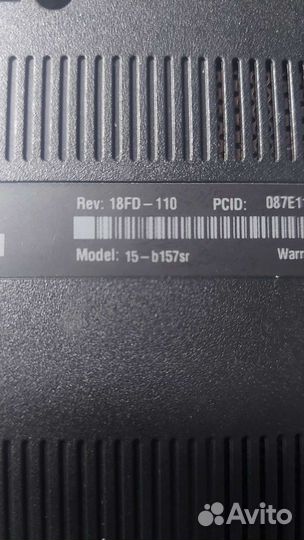 Rev: 18FD-110 PCID: 087E11
Model: 15-b157sr Warr
Avito